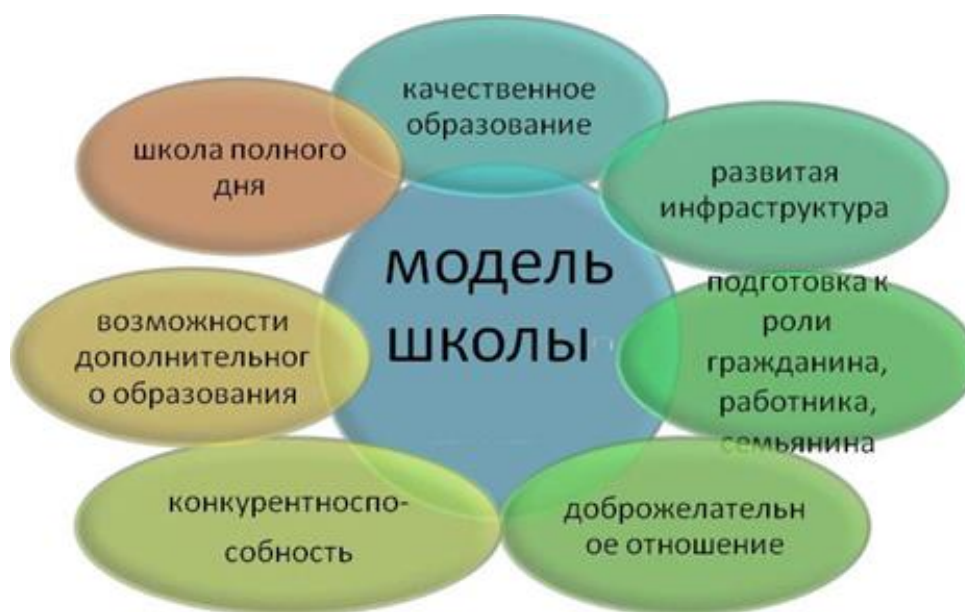 качественное
образование
школа полного
дня
развитая
инфраструктура
модель
школы
подготовка к
роли
гражданина,
работника,
семьянина
возможности
дополнительног
о образования
конкурентноспо-
собность
доброжелательн
ое отношение